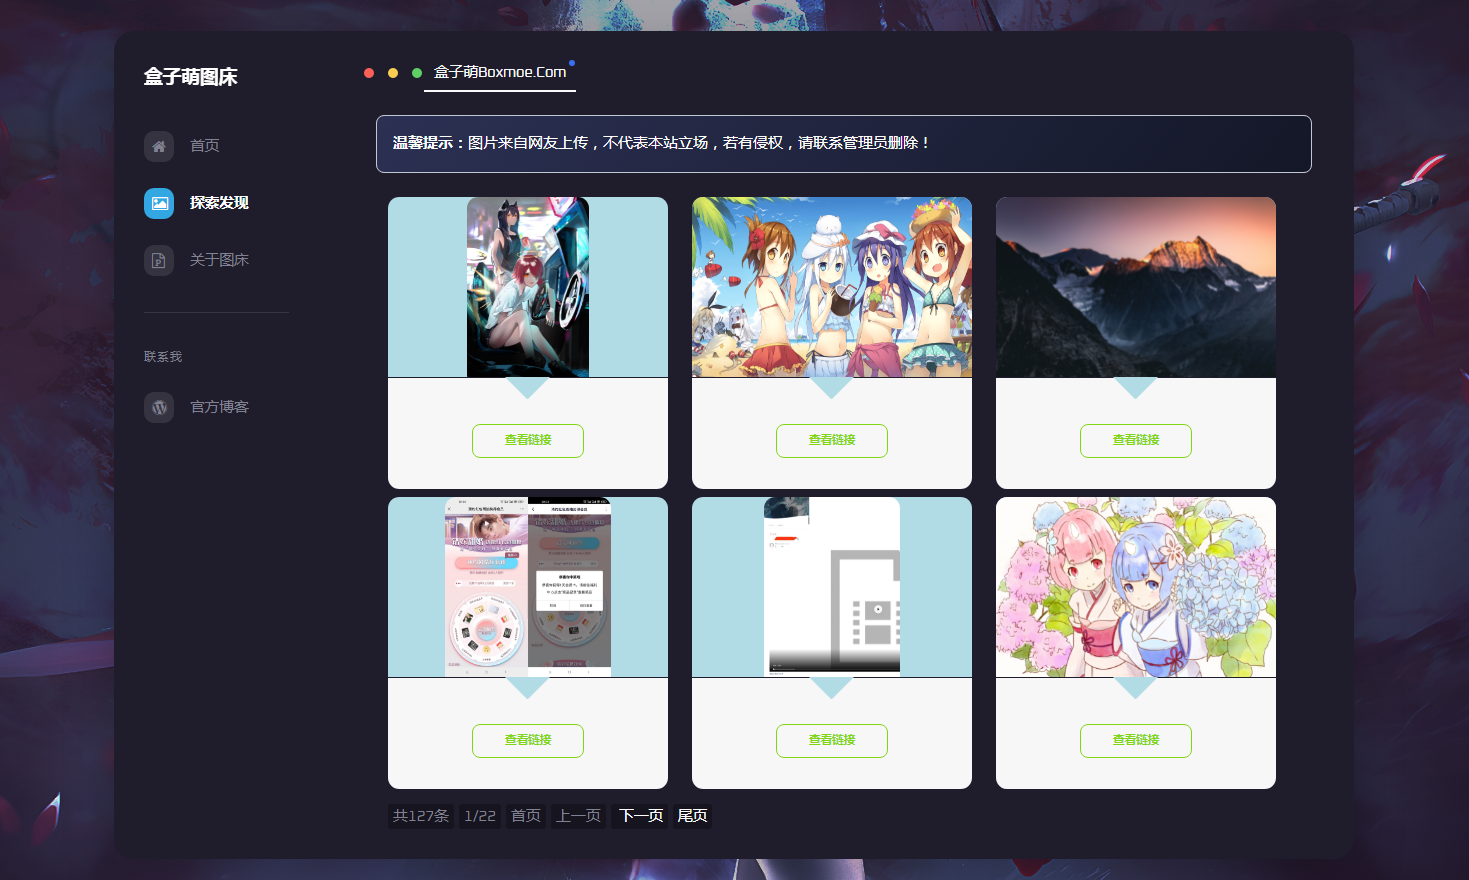 盒子萌图床
盒子萌Boxmoe.Com
首页
探索发现
关于图床
联系我
官方博客
温馨提示：图片来自网友上传，不代表本站立场，若有侵权，请联系管理员删除！
查看链接
查看链接
查看链接
查看链接
查看链接
查看链接
共127条 1/22 首页 上一页 下一页 尾页